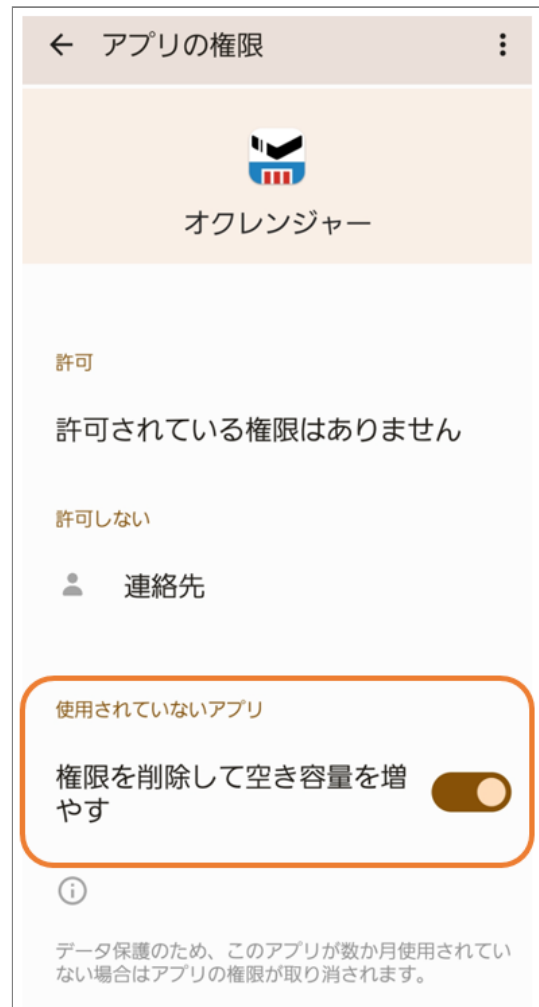 アプリの権限
オクレンジャー
許可
許可されている権限はありません
許可しない
連絡先
使用されていないアプリ
権限を削除して空き容量を増
やす
データ保護のため、このアプリが数か月使用されてい
ない場合はアプリの権限が取り消されます。